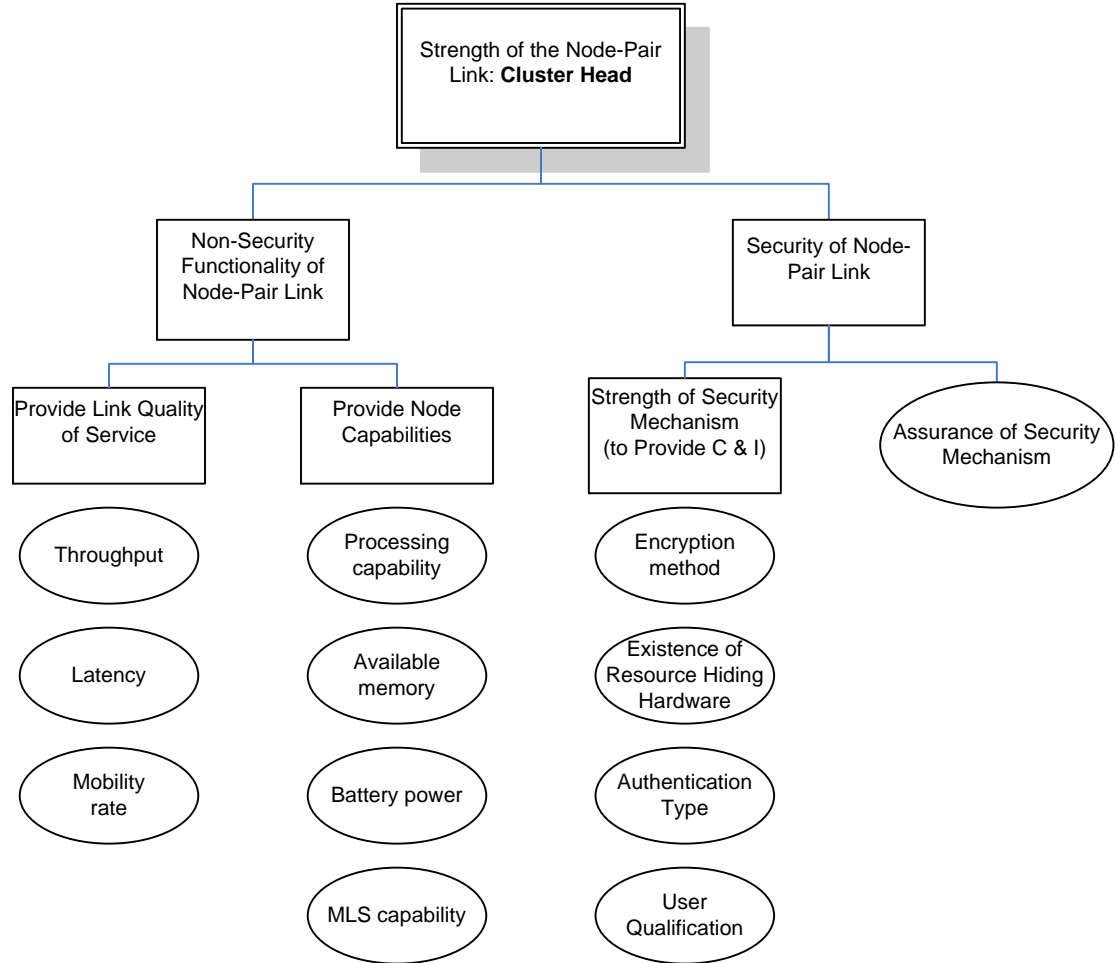 Strength of the Node-Pair
Link: Cluster Head
Non-Security
Functionality of
Node-Pair Link
Security of Node-
Pair Link
Provide Link Quality
of Service
Provide Node
Capabilities
Strength of Security
Mechanism
(to Provide C & I)
Assurance of Security
Mechanism
Throughput
Processing
capability
Encryption
method
Latency
Available
memory
Existence of
Resource Hiding
Hardware
Mobility
rate
Battery power
Authentication
Type
MLS capability
User
Qualification